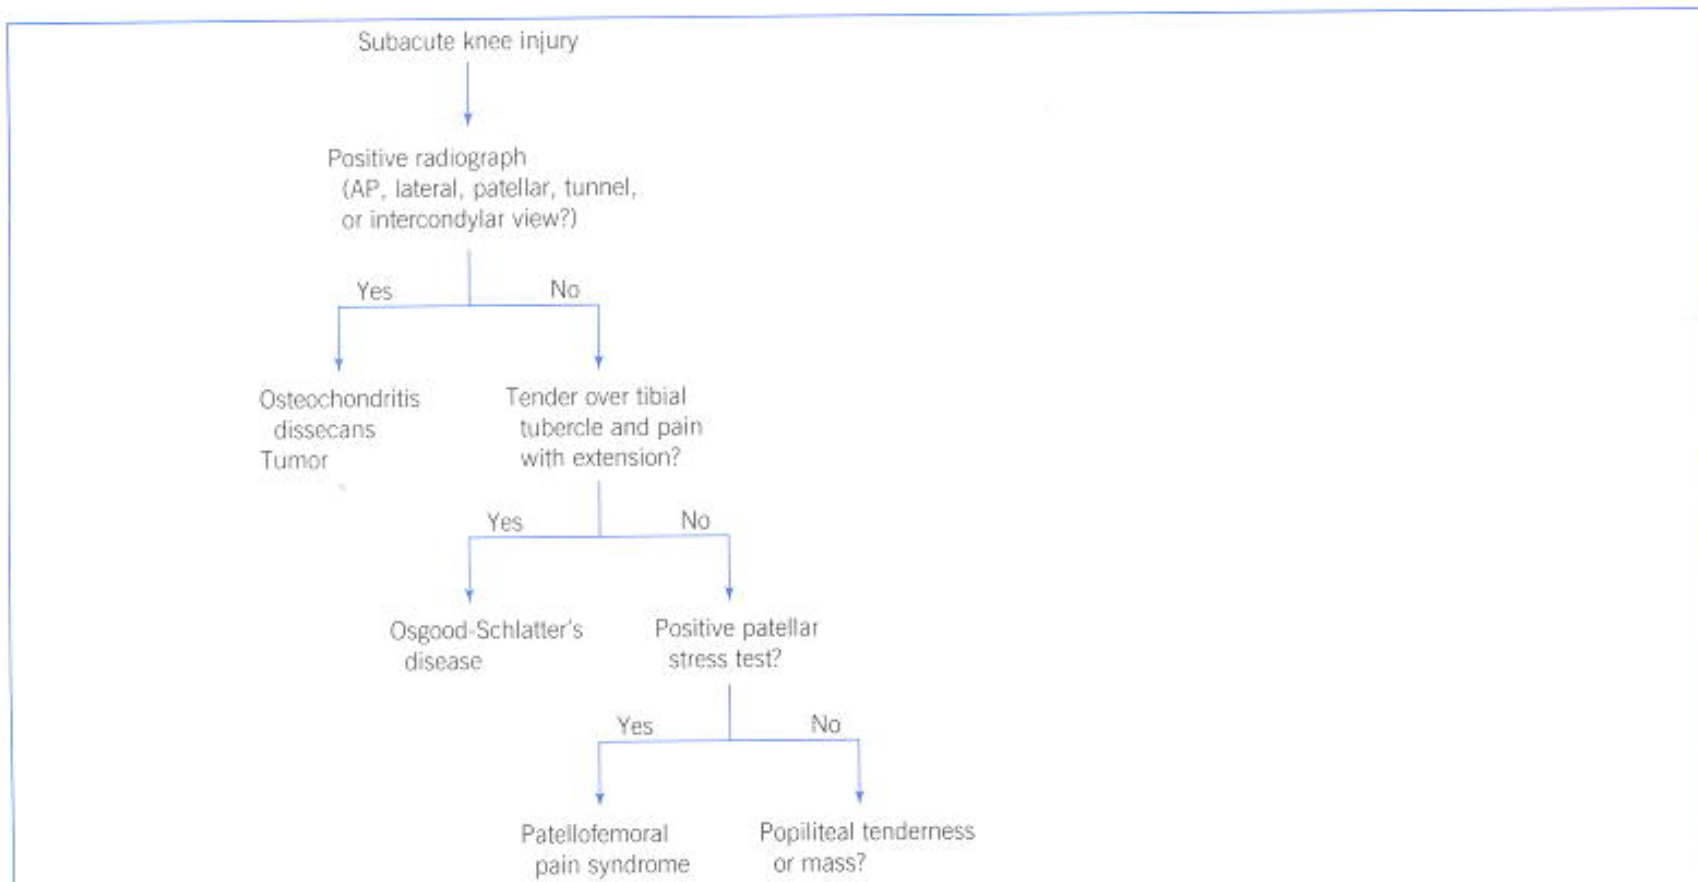 Subacute knee injury
Positive radiograph
(AP, lateral, patellar, tunnel,
or intercondylar view?)
Yes
No
Osteochondritis
dissecans
Tumor
Tender over tibial
tubercle and pain
with extension?
Yes
No
Osgood-Schlatter's
disease
Positive patellar
stress test?
Yes
No
Patellofemoral
pain syndrome
Popiliteal tenderness
or mass?